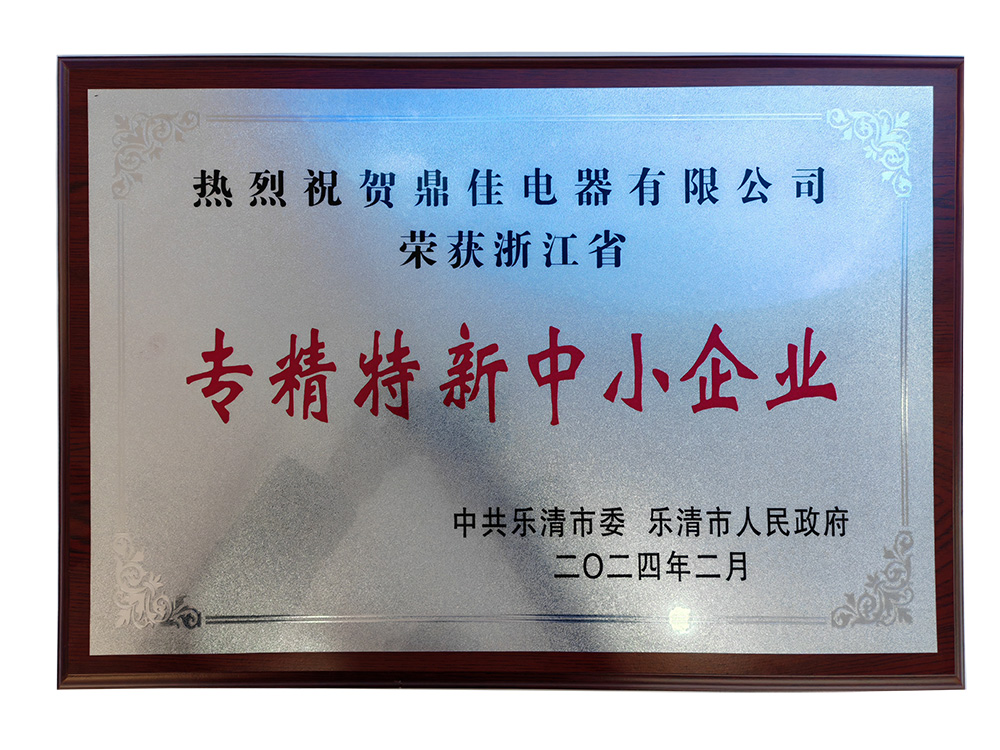 热烈祝贺鼎佳电器有限公司
荣获浙江省
专精特新中小企业
中共乐清市委 乐清市人民政府
二〇二四年二月